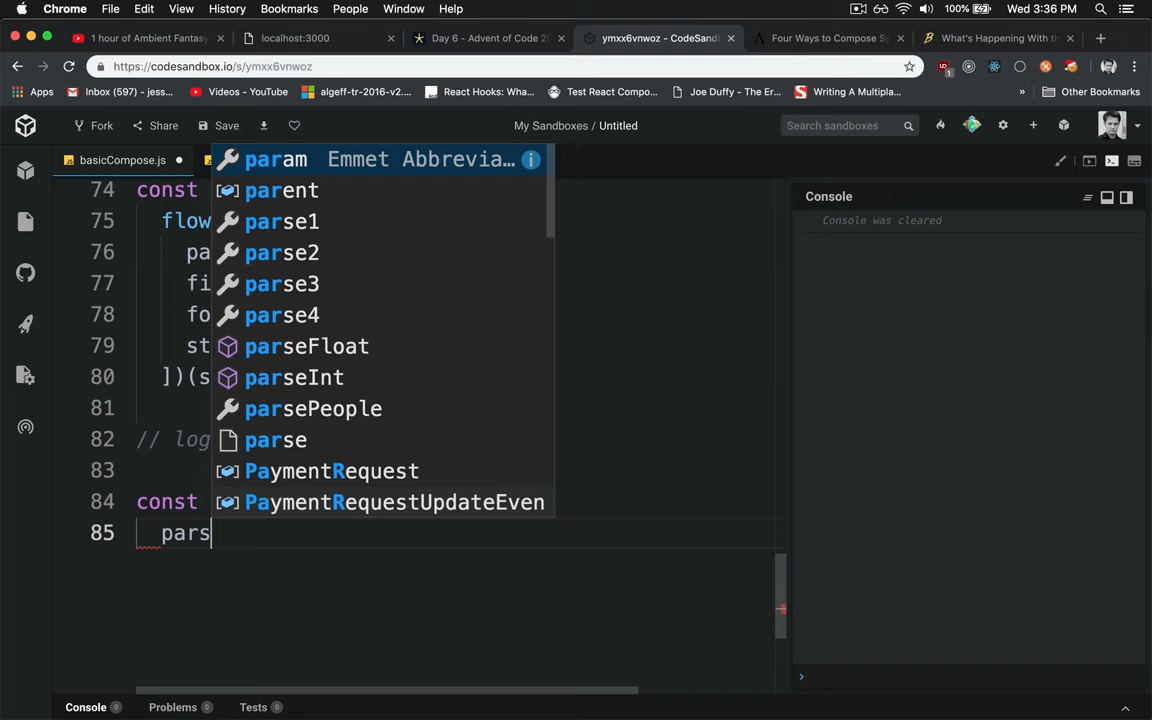 Chrome File Edit View History Bookmarks People Window Help 100% Wed 3:36 PM
1 hour of Ambient Fantasy localhost:3000 Day 6 - Advent of Code 20 ymxx6vnwoz - CodeSand Four Ways to Compose Sy What's Happening With th
https://codesandbox.io/s/ymxx6vnwoz
Apps Inbox (597) - jess... Videos - YouTube algeff-tr-2016-v2... React Hooks: Wha... Test React Compo... Joe Duffy - The Er... Writing A Multipla... » Other Bookmarks
Fork Share Save My Sandboxes / Untitled Search sandboxes
basicCompose.js
param Emmet Abbrevia...
parent
parse1
parse2
parse3
parse4
parseFloat
parseInt
parsePeople
parse
PaymentRequest
PaymentRequestUpdateEven
74 const
75 flow
76 pa
77 fi
78 fo
79 st
80 ])(s
81
82 // log
83
84 const
85 pars
Console
Console was cleared
Console 0 Problems 0 Tests 0